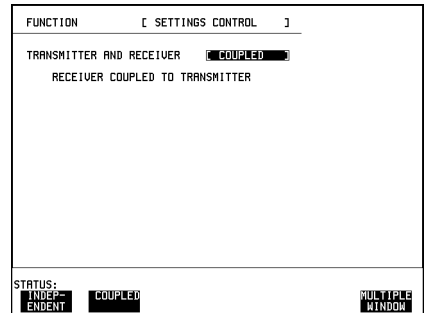 FUNCTION [ SETTINGS CONTROL ]
TRANSMITTER AND RECEIVER [ COUPLED ]
RECEIVER COUPLED TO TRANSMITTER
STATUS:
INDEP-
ENDENT
COUPLED
MULTIPLE
WINDOW